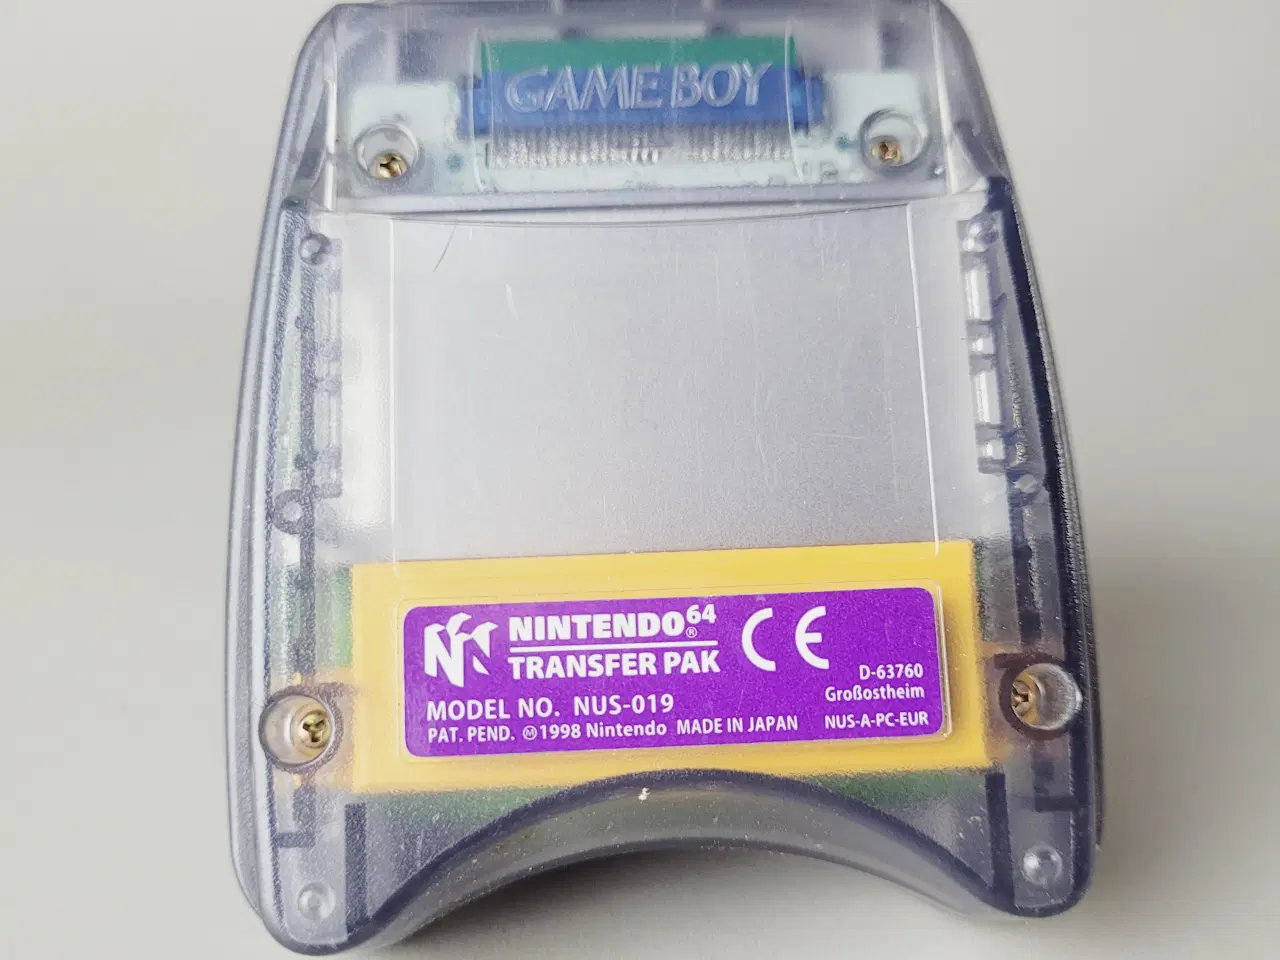 GAME BOY
NINTENDO64®
TRANSFER PAK
CE
D-63760
Großostheim
MODEL NO. NUS-019
PAT. PEND. Ⓜ1998 Nintendo MADE IN JAPAN
NUS-A-PC-EUR